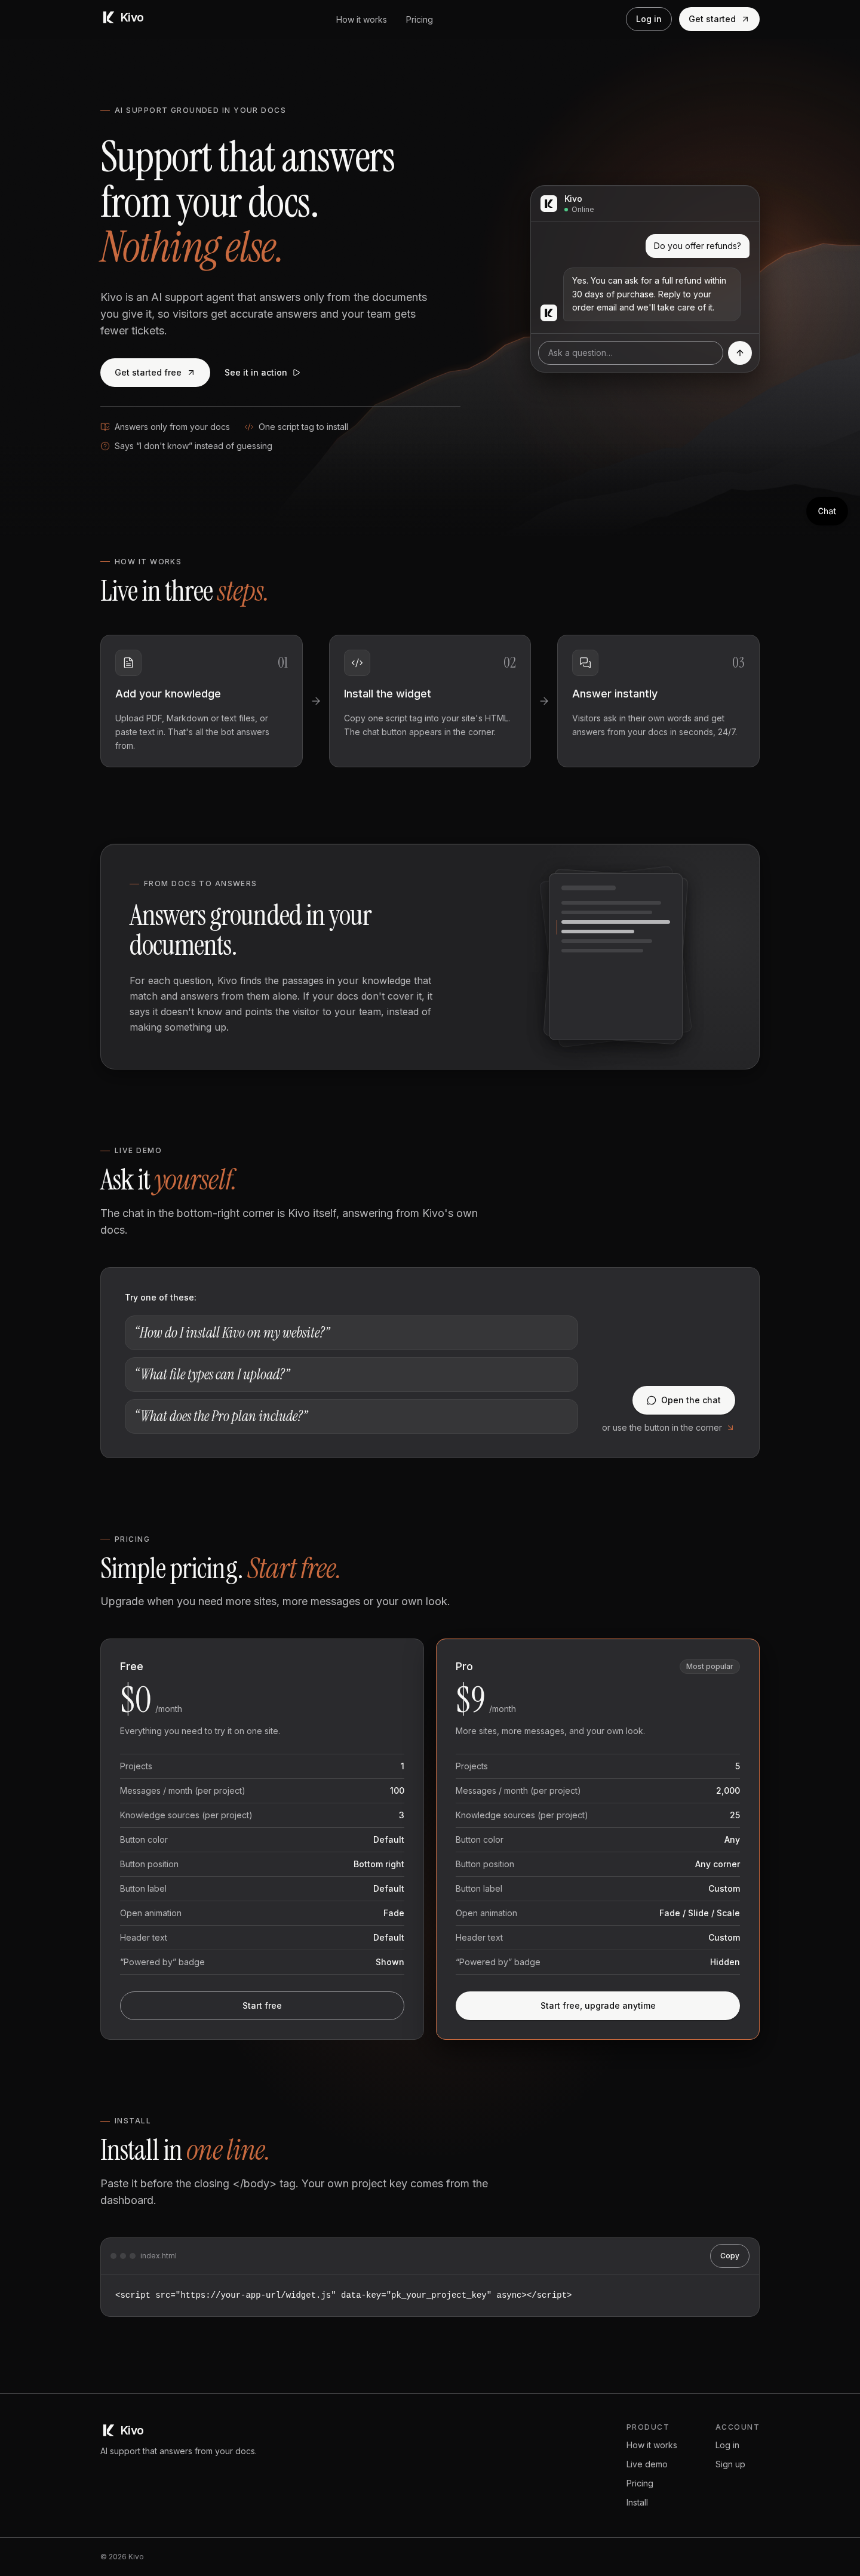 Kivo
How it works
Pricing
Log in
Get started
AI SUPPORT GROUNDED IN YOUR DOCS
Support that answers
from your docs.
Nothing else.
Kivo is an AI support agent that answers only from the documents
you give it, so visitors get accurate answers and your team gets
fewer tickets.
Get started free
See it in action
Answers only from your docs
One script tag to install
Says “I don't know” instead of guessing
Kivo
Online
Do you offer refunds?
Yes. You can ask for a full refund within
30 days of purchase. Reply to your
order email and we'll take care of it.
Ask a question…
Chat
HOW IT WORKS
Live in three steps.
01
Add your knowledge
Upload PDF, Markdown or text files, or
paste text in. That's all the bot answers
from.
02
Install the widget
Copy one script tag into your site's HTML.
The chat button appears in the corner.
03
Answer instantly
Visitors ask in their own words and get
answers from your docs in seconds, 24/7.
FROM DOCS TO ANSWERS
Answers grounded in your
documents.
For each question, Kivo finds the passages in your knowledge that
match and answers from them alone. If your docs don't cover it, it
says it doesn't know and points the visitor to your team, instead of
making something up.
LIVE DEMO
Ask it yourself.
The chat in the bottom-right corner is Kivo itself, answering from Kivo's own
docs.
Try one of these:
“How do I install Kivo on my website?”
“What file types can I upload?”
“What does the Pro plan include?”
Open the chat
or use the button in the corner
PRICING
Simple pricing. Start free.
Upgrade when you need more sites, more messages or your own look.
Free
$0 /month
Everything you need to try it on one site.
Projects 1
Messages / month (per project) 100
Knowledge sources (per project) 3
Button color Default
Button position Bottom right
Button label Default
Open animation Fade
Header text Default
“Powered by” badge Shown
Start free
Pro
Most popular
$9 /month
More sites, more messages, and your own look.
Projects 5
Messages / month (per project) 2,000
Knowledge sources (per project) 25
Button color Any
Button position Any corner
Button label Custom
Open animation Fade / Slide / Scale
Header text Custom
“Powered by” badge Hidden
Start free, upgrade anytime
INSTALL
Install in one line.
Paste it before the closing </body> tag. Your own project key comes from the
dashboard.
index.html
Copy
<script src="https://your-app-url/widget.js" data-key="pk_your_project_key" async></script>
Kivo
AI support that answers from your docs.
PRODUCT
How it works
Live demo
Pricing
Install
ACCOUNT
Log in
Sign up
© 2026 Kivo